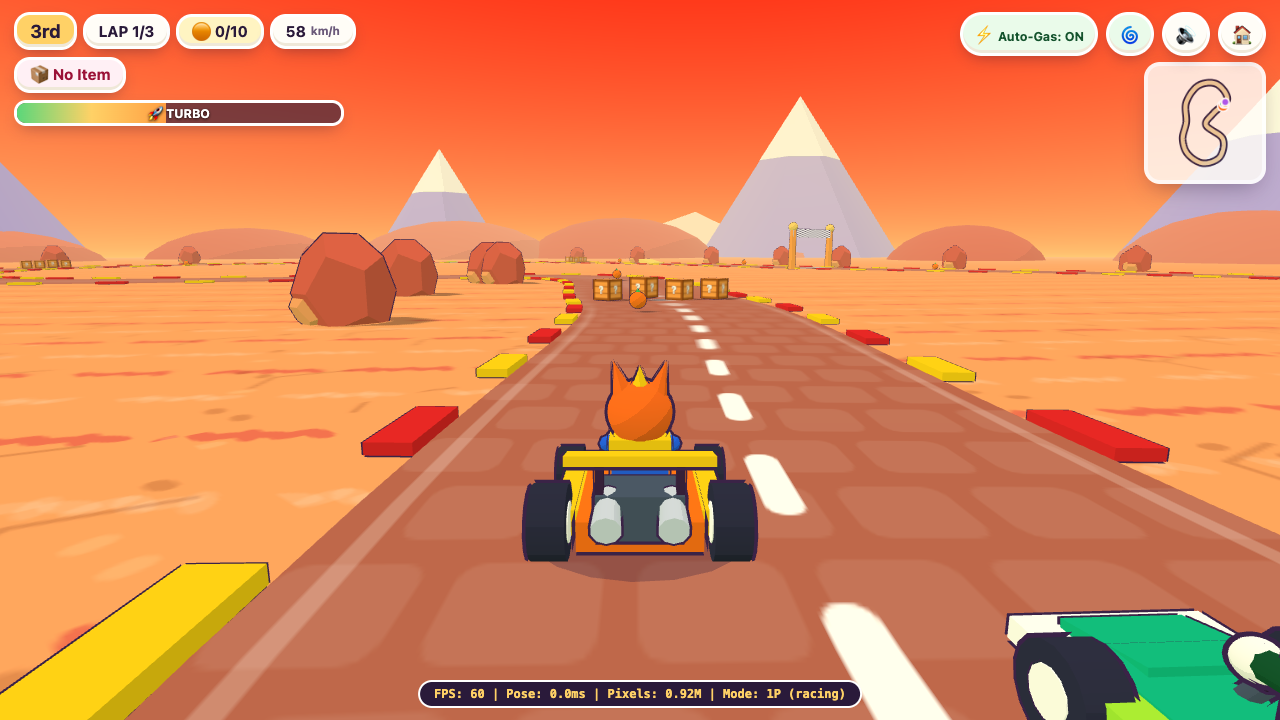 3rd
LAP 1/3
0/10
58 km/h
Auto-Gas: ON
No Item
TURBO
? ? ? ?
FPS: 60 | Pose: 0.0ms | Pixels: 0.92M | Mode: 1P (racing)